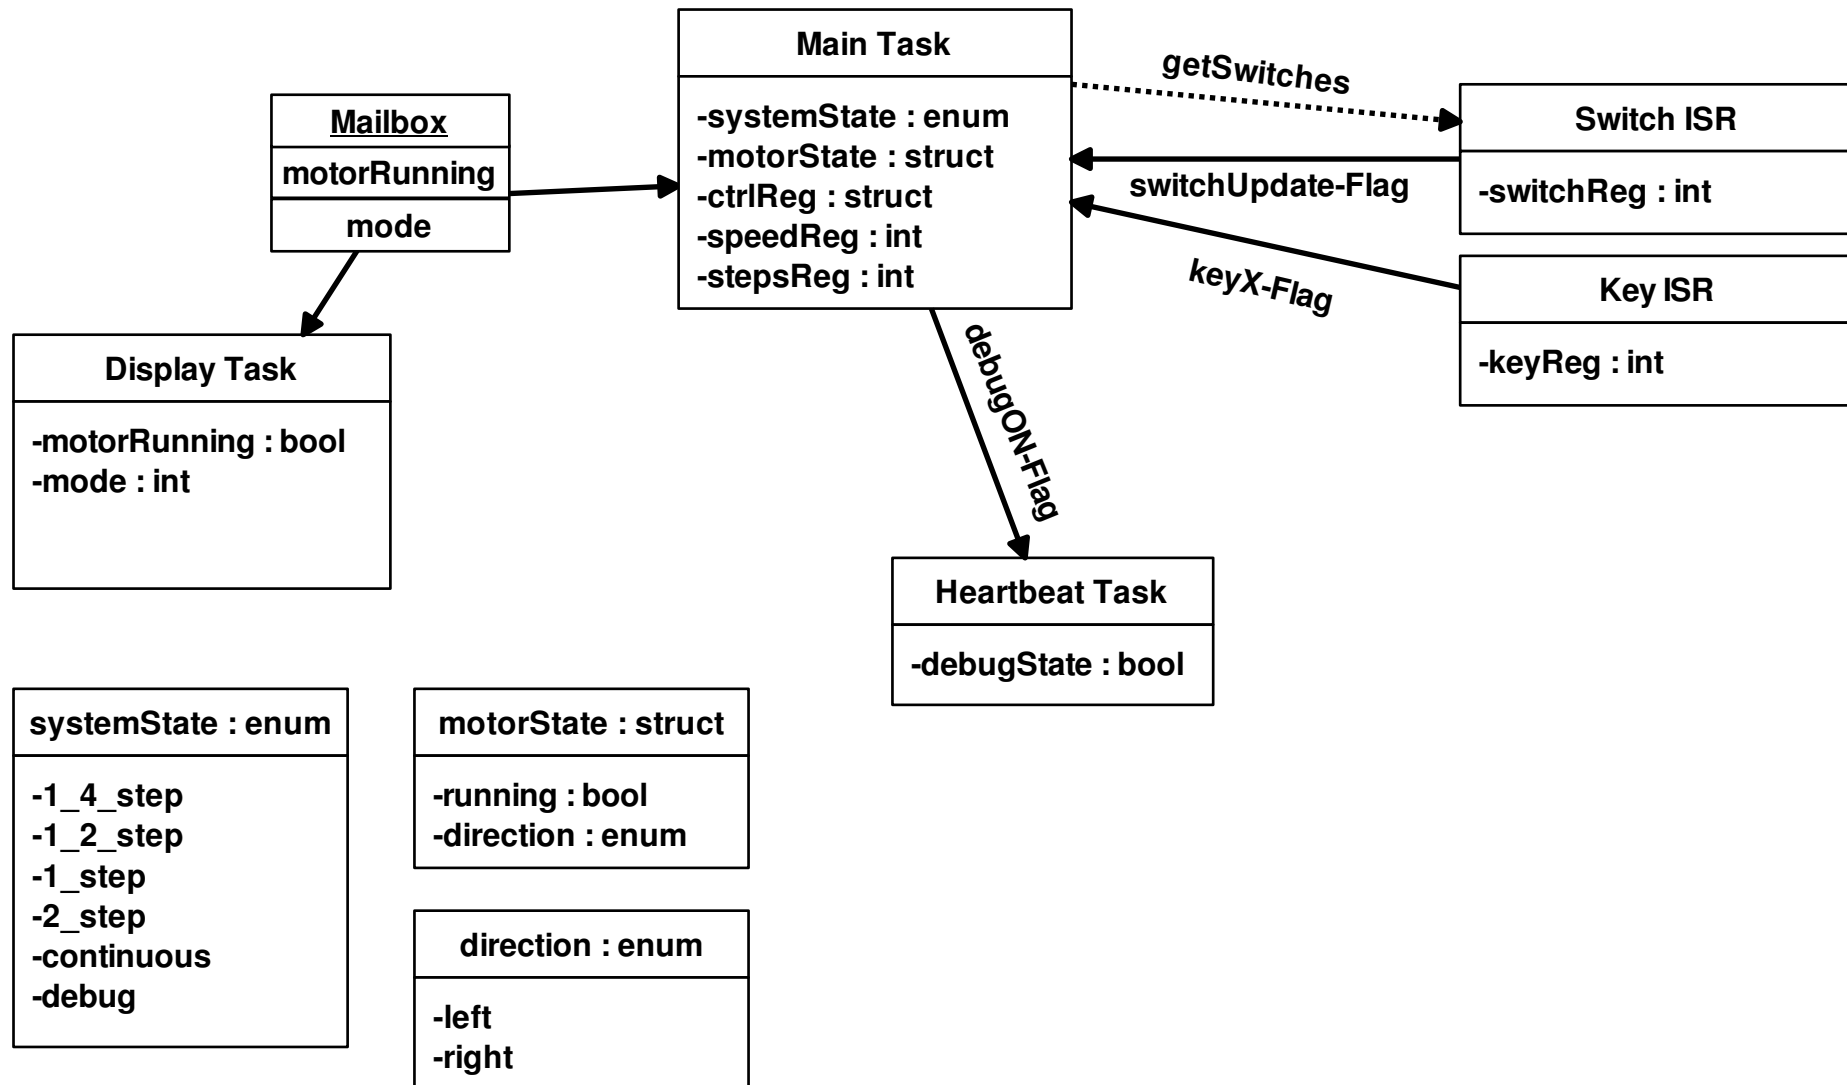 Main Task
-systemState : enum
-motorState : struct
-ctrlReg : struct
-speedReg : int
-stepsReg : int
getSwitches
Switch ISR
-switchReg : int
switchUpdate-Flag
Key ISR
-keyReg : int
keyX-Flag
Mailbox
motorRunning
mode
Display Task
-motorRunning : bool
-mode : int
debugON-Flag
Heartbeat Task
-debugState : bool
systemState : enum
-1_4_step
-1_2_step
-1_step
-2_step
-continuous
-debug
motorState : struct
-running : bool
-direction : enum
direction : enum
-left
-right